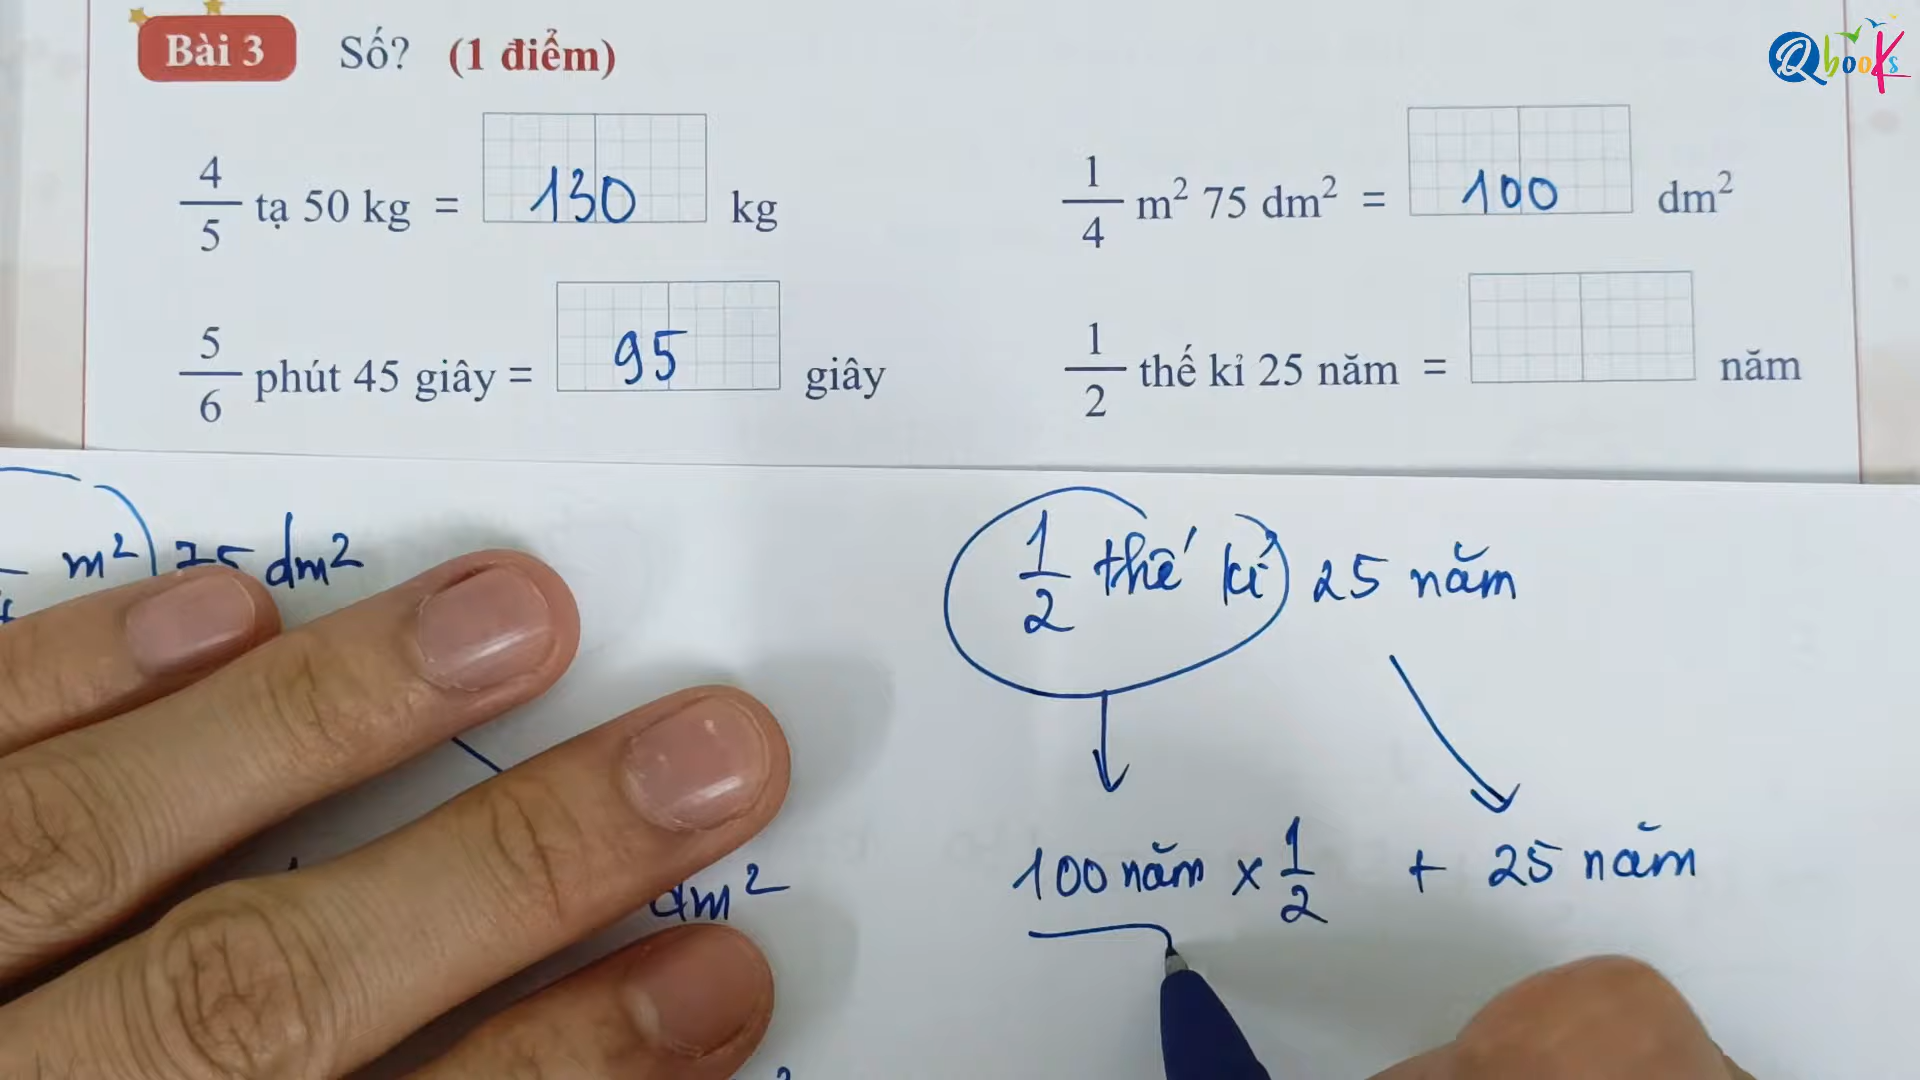 Bài 3 Số? (1 điểm)
Qbooks
4/5 tạ 50 kg = 130 kg
1/4 m² 75 dm² = 100 dm²
5/6 phút 45 giây = 95 giây
1/2 thế kỉ 25 năm = năm
m² 75 dm²
1/2 thế kỉ 25 năm
100 năm x 1/2 + 25 năm
dm²